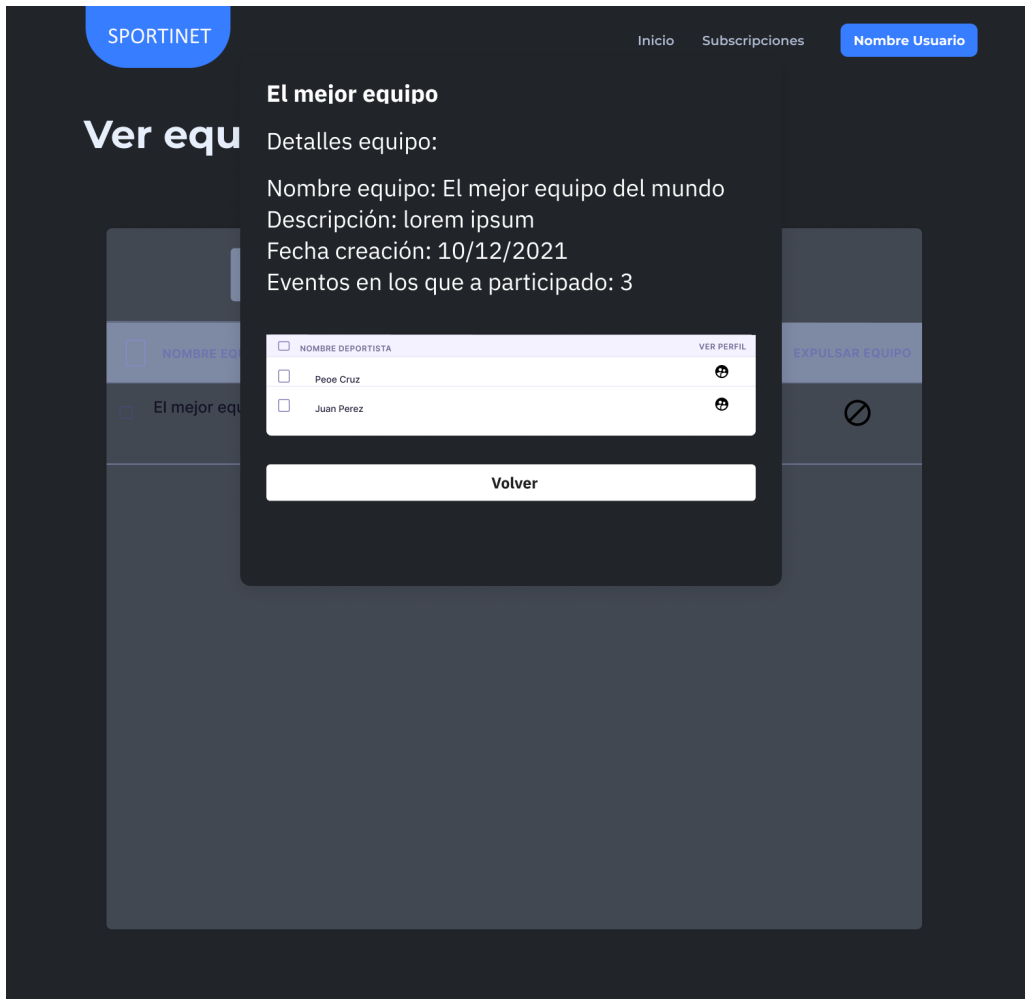 SPORTINET
Inicio
Subscripciones
Nombre Usuario
Ver equ
El mejor equipo
Detalles equipo:
Nombre equipo: El mejor equipo del mundo
Descripción: lorem ipsum
Fecha creación: 10/12/2021
Eventos en los que a participado: 3
NOMBRE EQ
EXPULSAR EQUIPO
El mejor equ
NOMBRE DEPORTISTA
VER PERFIL
Peoe Cruz
Juan Perez
Volver